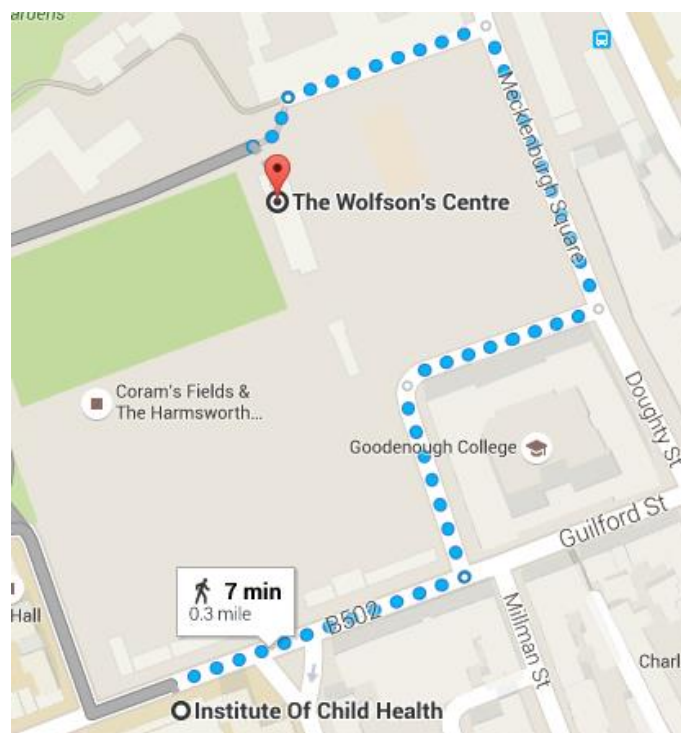 The Wolfson's Centre
Mecklenburgh Square
Coram's Fields &
The Harmsworth...
Goodenough College
Doughty St
Guilford St
7 min
0.3 mile
B502
Hall
Millman St
Charl
Institute Of Child Health